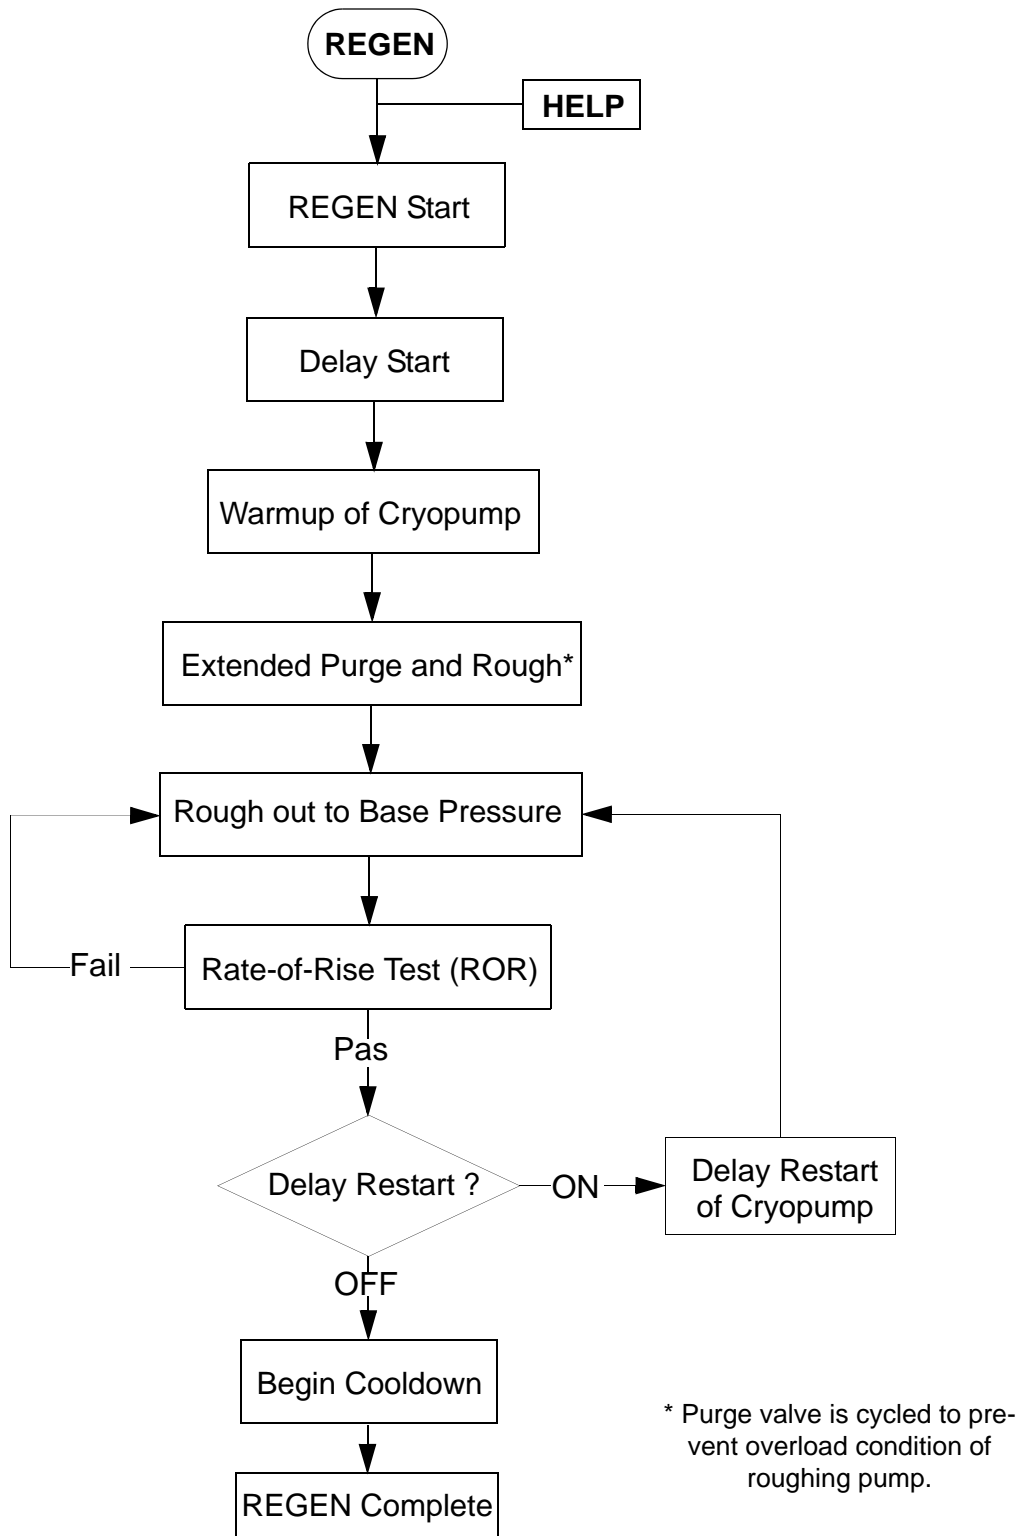 REGEN
HELP
REGEN Start
Delay Start
Warmup of Cryopump
Extended Purge and Rough*
Rough out to Base Pressure
Fail
Rate-of-Rise Test (ROR)
Pas
Delay Restart ?
ON
Delay Restart
of Cryopump
OFF
Begin Cooldown
REGEN Complete
* Purge valve is cycled to pre-
vent overload condition of
roughing pump.